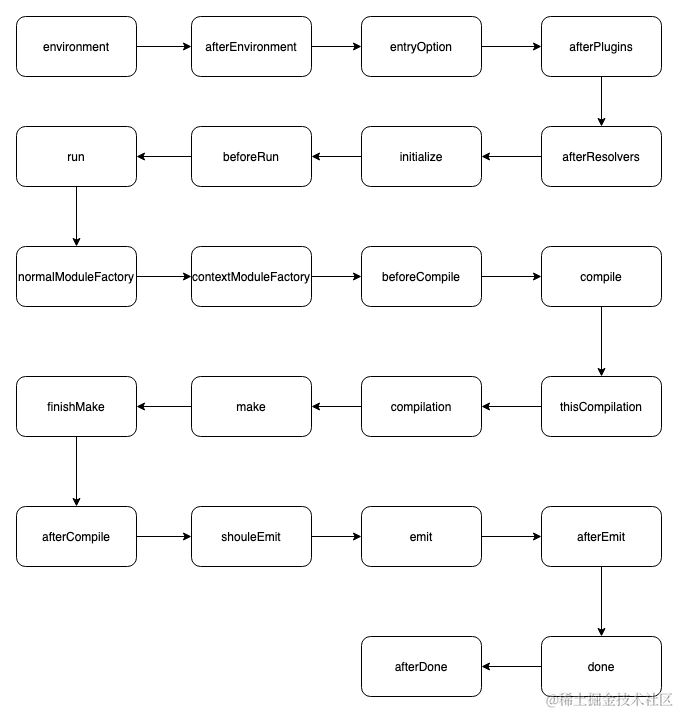 environment
afterEnvironment
entryOption
afterPlugins
afterResolvers
initialize
beforeRun
run
normalModuleFactory
contextModuleFactory
beforeCompile
compile
thisCompilation
compilation
make
finishMake
afterCompile
shouleEmit
emit
afterEmit
done
afterDone
@稀土掘金技术社区